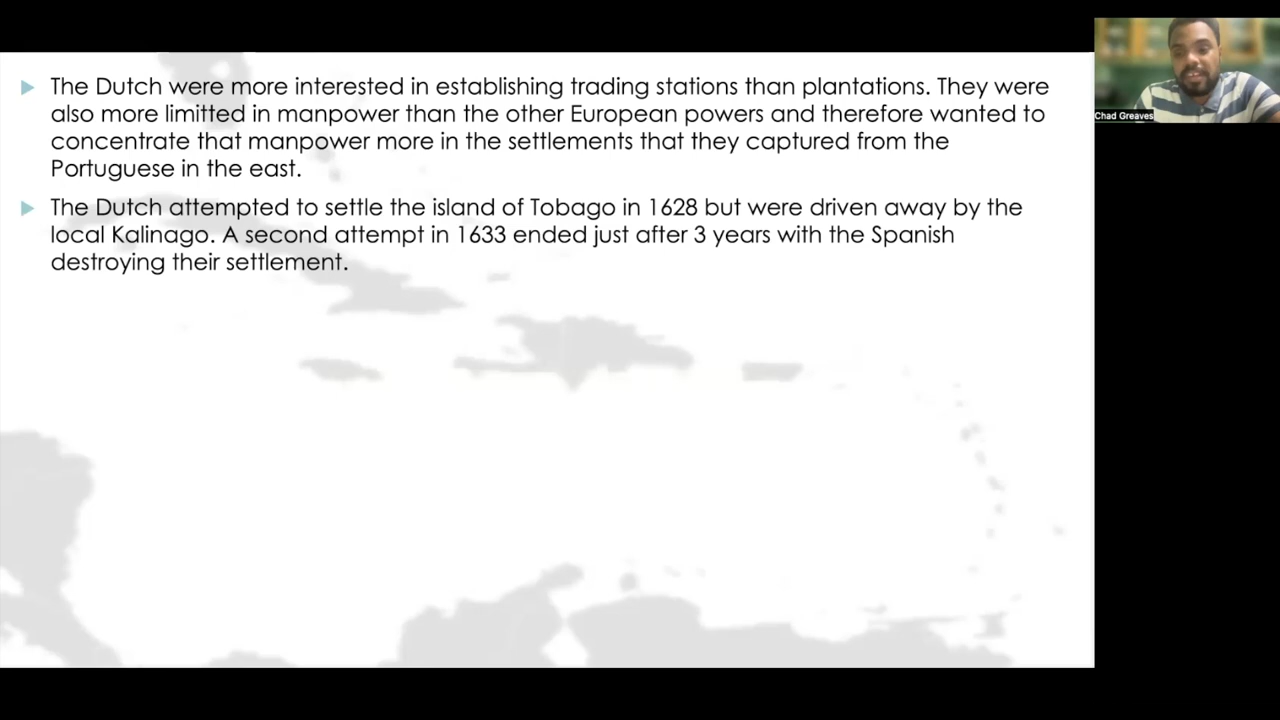 The Dutch were more interested in establishing trading stations than plantations. They were
also more limitted in manpower than the other European powers and therefore wanted to
concentrate that manpower more in the settlements that they captured from the
Portuguese in the east.
The Dutch attempted to settle the island of Tobago in 1628 but were driven away by the
local Kalinago. A second attempt in 1633 ended just after 3 years with the Spanish
destroying their settlement.
Chad Greaves